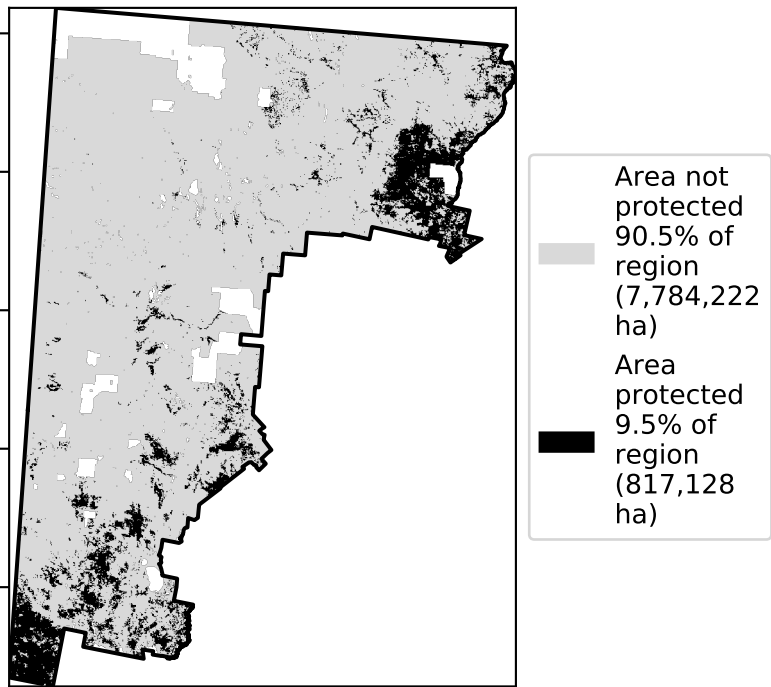 Area not
protected
90.5% of
region
(7,784,222
ha)
Area
protected
9.5% of
region
(817,128
ha)